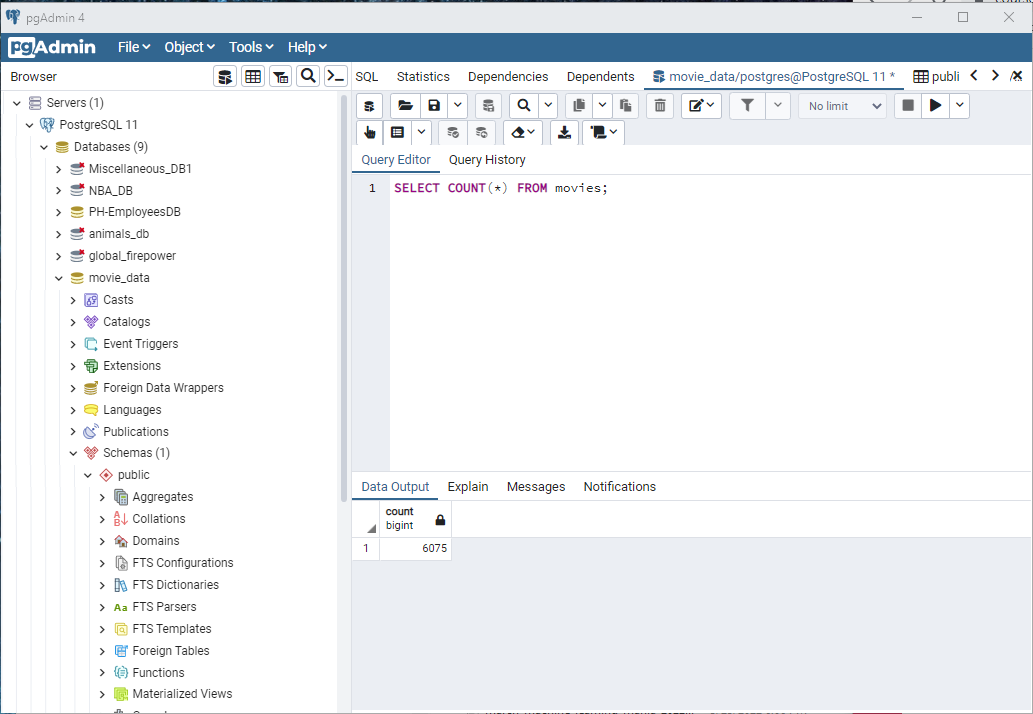 pgAdmin 4
pgAdmin File Object Tools Help
Browser
SQL Statistics Dependencies Dependents movie_data/postgres@PostgreSQL 11 * publi
No limit
Servers (1)
PostgreSQL 11
Databases (9)
Miscellaneous_DB1
NBA_DB
PH-EmployeesDB
animals_db
global_firepower
movie_data
Casts
Catalogs
Event Triggers
Extensions
Foreign Data Wrappers
Languages
Publications
Schemas (1)
public
Aggregates
Collations
Domains
FTS Configurations
FTS Dictionaries
Aa FTS Parsers
FTS Templates
Foreign Tables
Functions
Materialized Views
Query Editor Query History
1 SELECT COUNT(*) FROM movies;
Data Output Explain Messages Notifications
count
bigint
1 6075